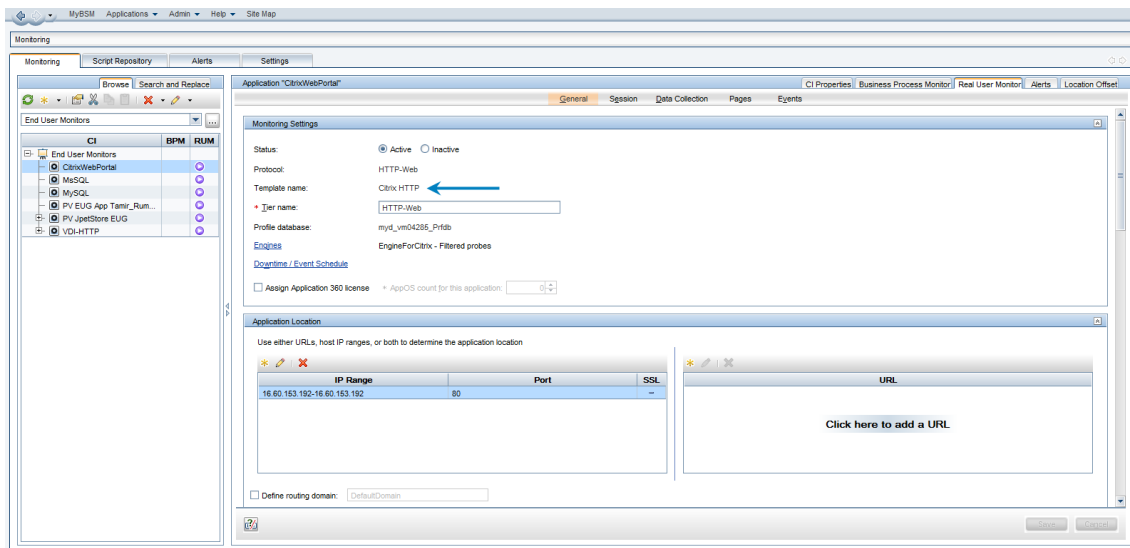 MyBSM Applications Admin Help Site Map
Monitoring
Monitoring Script Repository Alerts Settings
Browse Search and Replace
End User Monitors ...
CI BPM RUM
End User Monitors
CitrixWebPortal
MsSQL
MySQL
PV EUG App Tamir_Rum...
PV JpetStore EUG
VDI-HTTP
Application "CitrixWebPortal" CI Properties Business Process Monitor Real User Monitor Alerts Location Offset
General Session Data Collection Pages Events
Monitoring Settings
Status: Active Inactive
Protocol: HTTP-Web
Template name: Citrix HTTP
* Tier name: HTTP-Web
Profile database: myd_vm04285_Prfdb
Engines EngineForCitrix - Filtered probes
Downtime / Event Schedule
Assign Application 360 license * AppOS count for this application: 0
Application Location
Use either URLs, host IP ranges, or both to determine the application location
IP Range Port SSL URL
16.60.153.192-16.60.153.192 80 --
Click here to add a URL
Define routing domain: DefaultDomain
Save Cancel